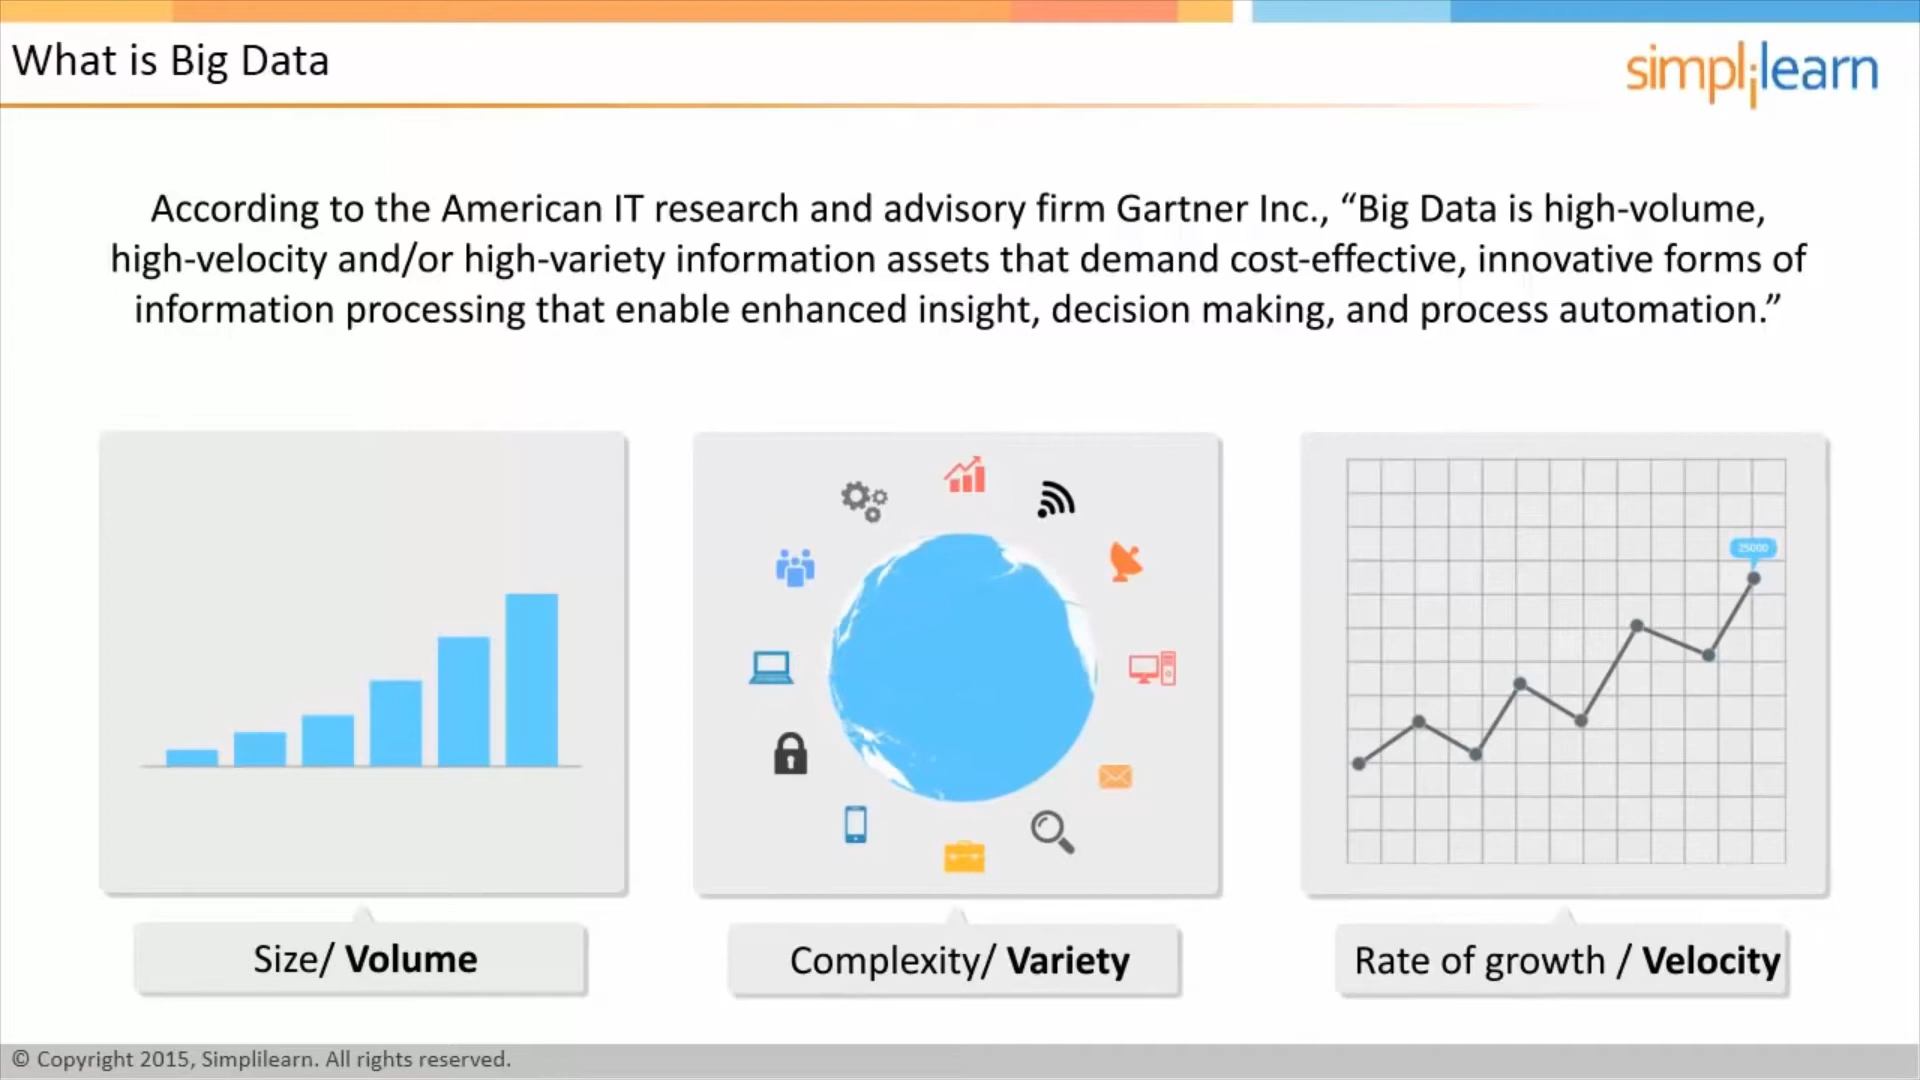 What is Big Data
simplilearn
According to the American IT research and advisory firm Gartner Inc., “Big Data is high-volume,
high-velocity and/or high-variety information assets that demand cost-effective, innovative forms of
information processing that enable enhanced insight, decision making, and process automation.”
25000
Size/ Volume
Complexity/ Variety
Rate of growth / Velocity
© Copyright 2015, Simplilearn. All rights reserved.